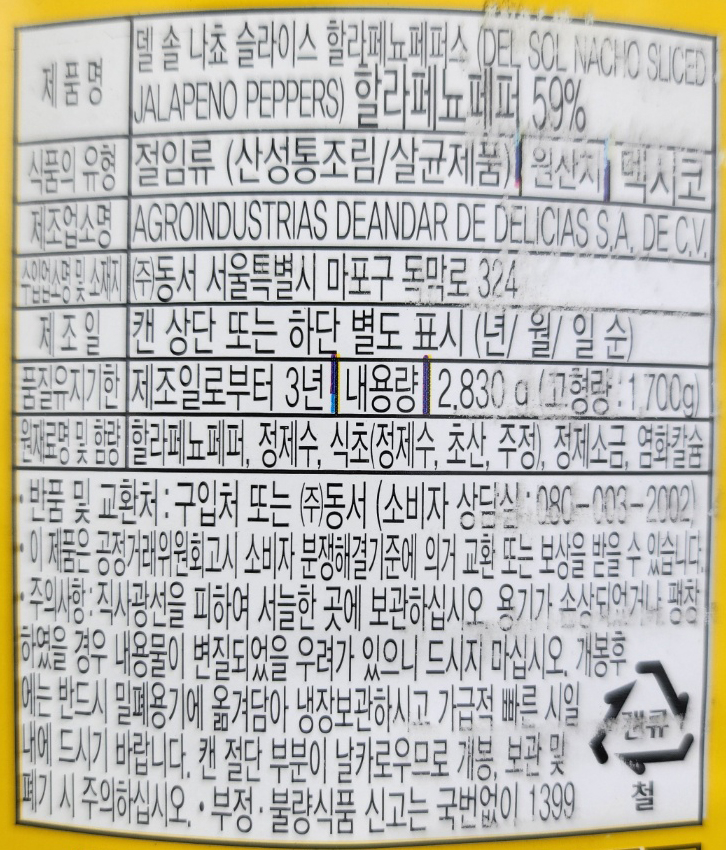 제품명 델 솔 나쵸 슬라이스 할라페뇨페퍼스 (DEL SOL NACHO SLICED
JALAPENO PEPPERS) 할라페뇨페퍼 59%
식품의 유형 절임류 (산성통조림/살균제품) 원산지 멕시코
제조업소명 AGROINDUSTRIAS DEANDAR DE DELICIAS S.A. DE C.V.
수입업소명 및 소재지 ㈜동서 서울특별시 마포구 독막로 324
제조일 캔 상단 또는 하단 별도 표시 (년/ 월/ 일 순)
품질유지기한 제조일로부터 3년 내용량 2,830 g (고형량 : 1,700g)
원재료명 및 함량 할라페뇨페퍼, 정제수, 식초(정제수, 초산, 주정), 정제소금, 염화칼슘
· 반품 및 교환처 : 구입처 또는 ㈜동서 (소비자 상담실 : 080-003-2002)
· 이 제품은 공정거래위원회고시 소비자 분쟁해결기준에 의거 교환 또는 보상을 받을 수 있습니다.
· 주의사항 : 직사광선을 피하여 서늘한 곳에 보관하십시오. 용기가 손상되었거나 팽창
하였을 경우 내용물이 변질되었을 우려가 있으니 드시지 마십시오. 개봉후
에는 반드시 밀폐용기에 옮겨담아 냉장보관하시고 가급적 빠른 시일
내에 드시기 바랍니다. 캔 절단 부분이 날카로우므로 개봉, 보관 및
폐기 시 주의하십시오. · 부정·불량식품 신고는 국번없이 1399
캔류
철